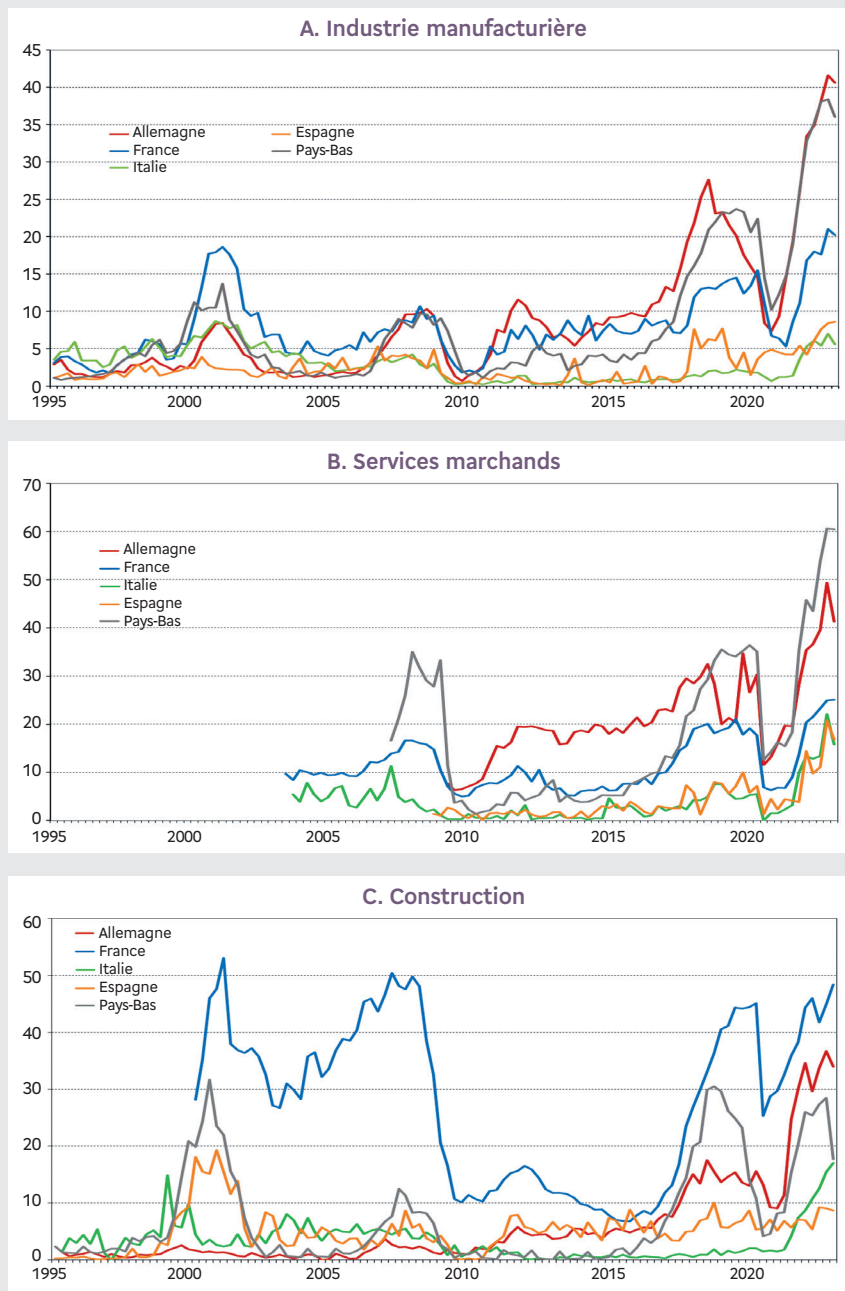 A. Industrie manufacturière
45
40
35
30
25
20
15
10
5
0
Allemagne
France
Italie
Espagne
Pays-Bas
1995 2000 2005 2010 2015 2020
B. Services marchands
70
60
50
40
30
20
10
0
Allemagne
France
Italie
Espagne
Pays-Bas
1995 2000 2005 2010 2015 2020
C. Construction
60
50
40
30
20
10
0
Allemagne
France
Italie
Espagne
Pays-Bas
1995 2000 2005 2010 2015 2020